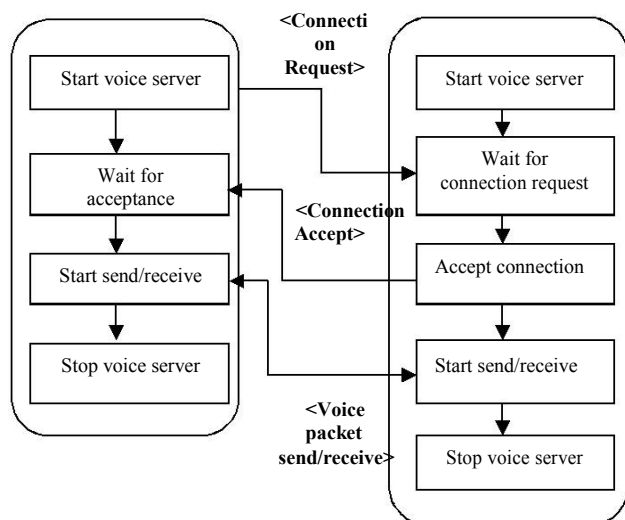 <Connecti
on
Request>
Start voice server
Wait for
acceptance
Start send/receive
Stop voice server
<Connection
Accept>
<Voice
packet
send/receive>
Start voice server
Wait for
connection request
Accept connection
Start send/receive
Stop voice server